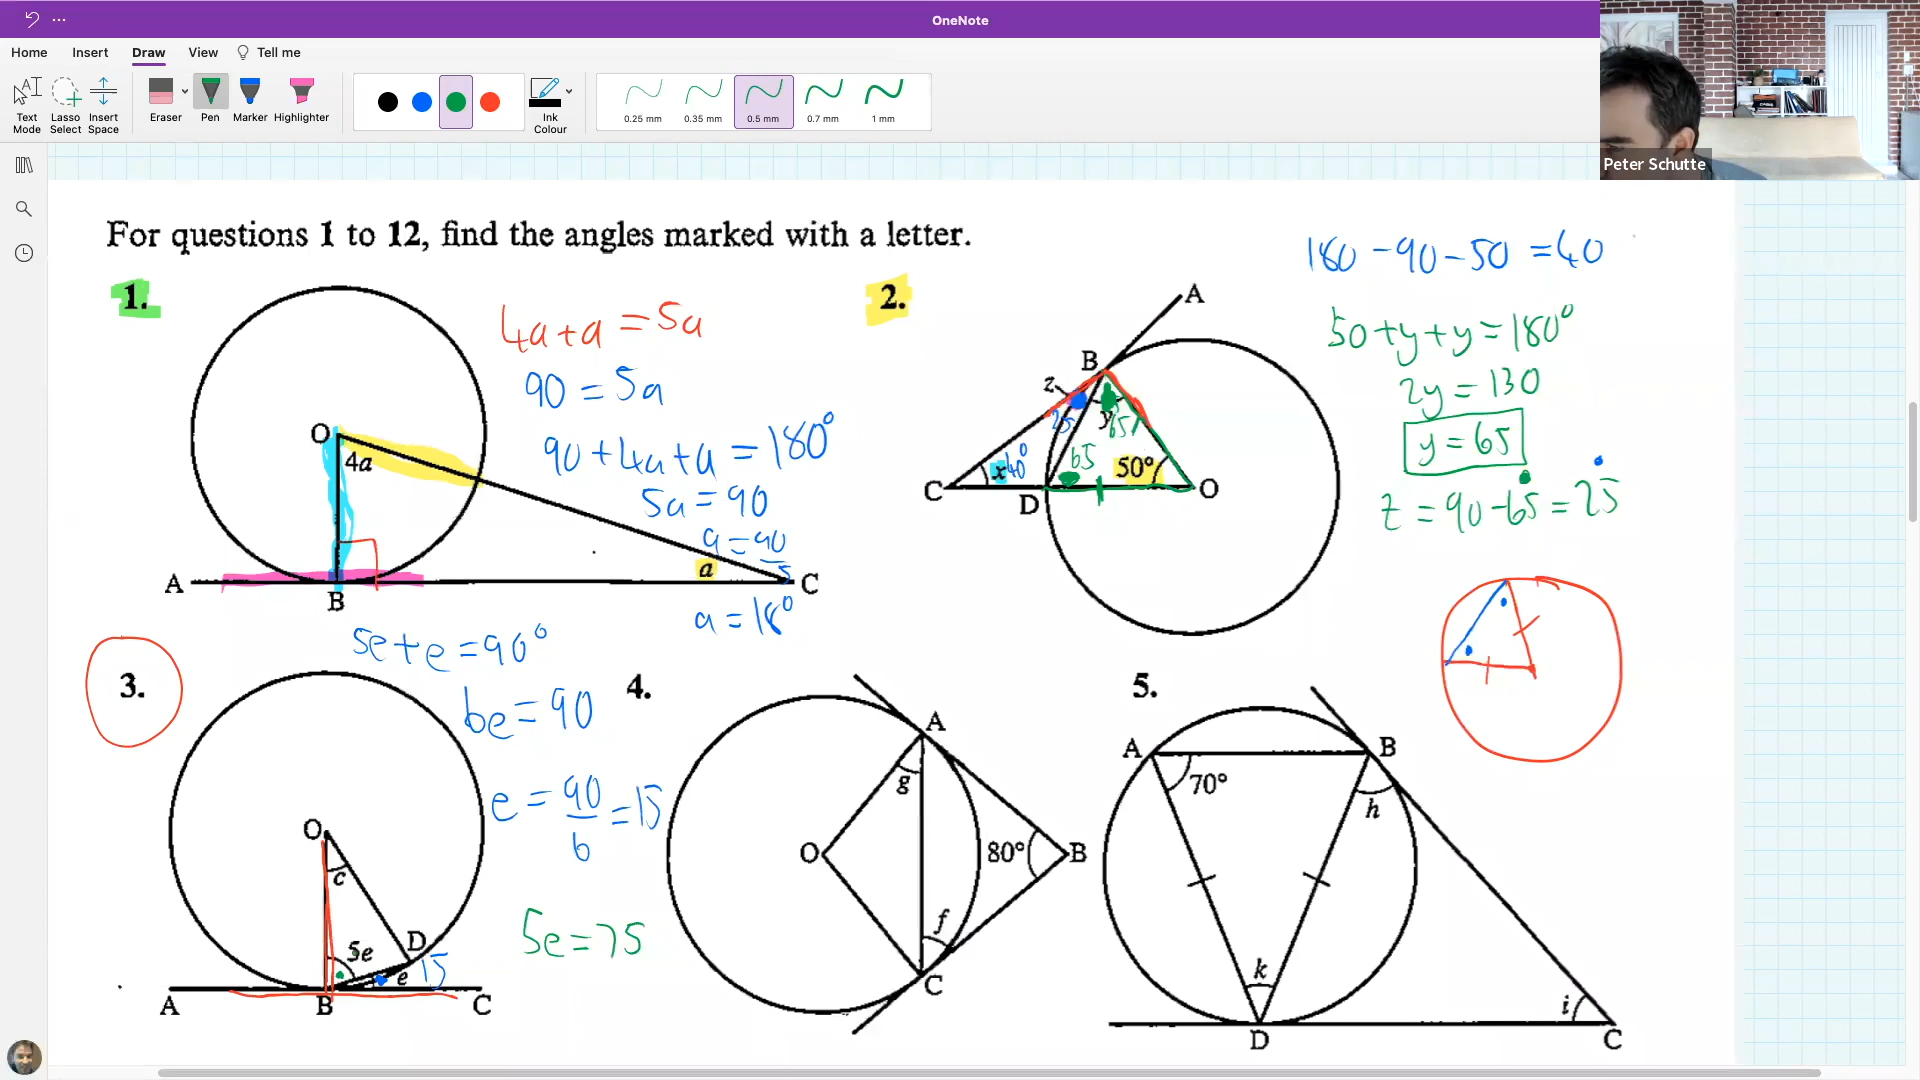 OneNote
Home Insert Draw View Tell me
Text Mode
Lasso Select
Insert Space
Eraser
Pen
Marker
Highlighter
Ink Colour
0.25 mm
0.35 mm
0.5 mm
0.7 mm
1 mm
Peter Schutte
For questions 1 to 12, find the angles marked with a letter.
1.
O
4a
A
B
C
a
4a+a=5a
90=5a
90+4a+a=180°
5a=90
a=90/5
a=18°
2.
A
B
z
y
25
65
65
x 40°
50°
C
D
O
180-90-50=40
50+y+y=180°
2y=130
y=65
z=90-65=25
3.
O
c
5e
D
e
15
A
B
C
5e+e=90°
6e=90
e=90/6=15
5e=75
4.
A
g
O
80°
B
f
C
5.
A
B
70°
h
k
i
D
C